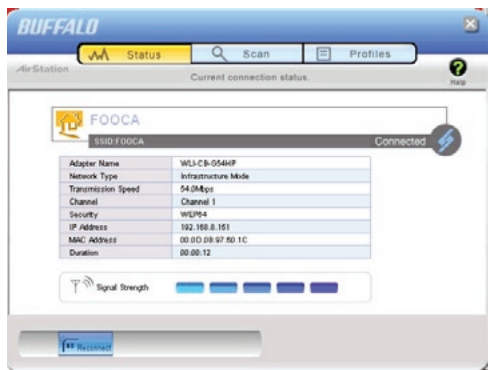 BUFFALO
Status Scan Profiles
AirStation
Current connection status.
Help
FOOCA
SSID:FOOCA Connected
Adapter Name WLI-CB-G54HP
Network Type Infrastructure Mode
Transmission Speed 54.0Mbps
Channel Channel 1
Security WEP64
IP Address 192.168.8.151
MAC Address 00:0D:0B:97:60:1C
Duration 00:00:12
Signal Strength
Reconnect